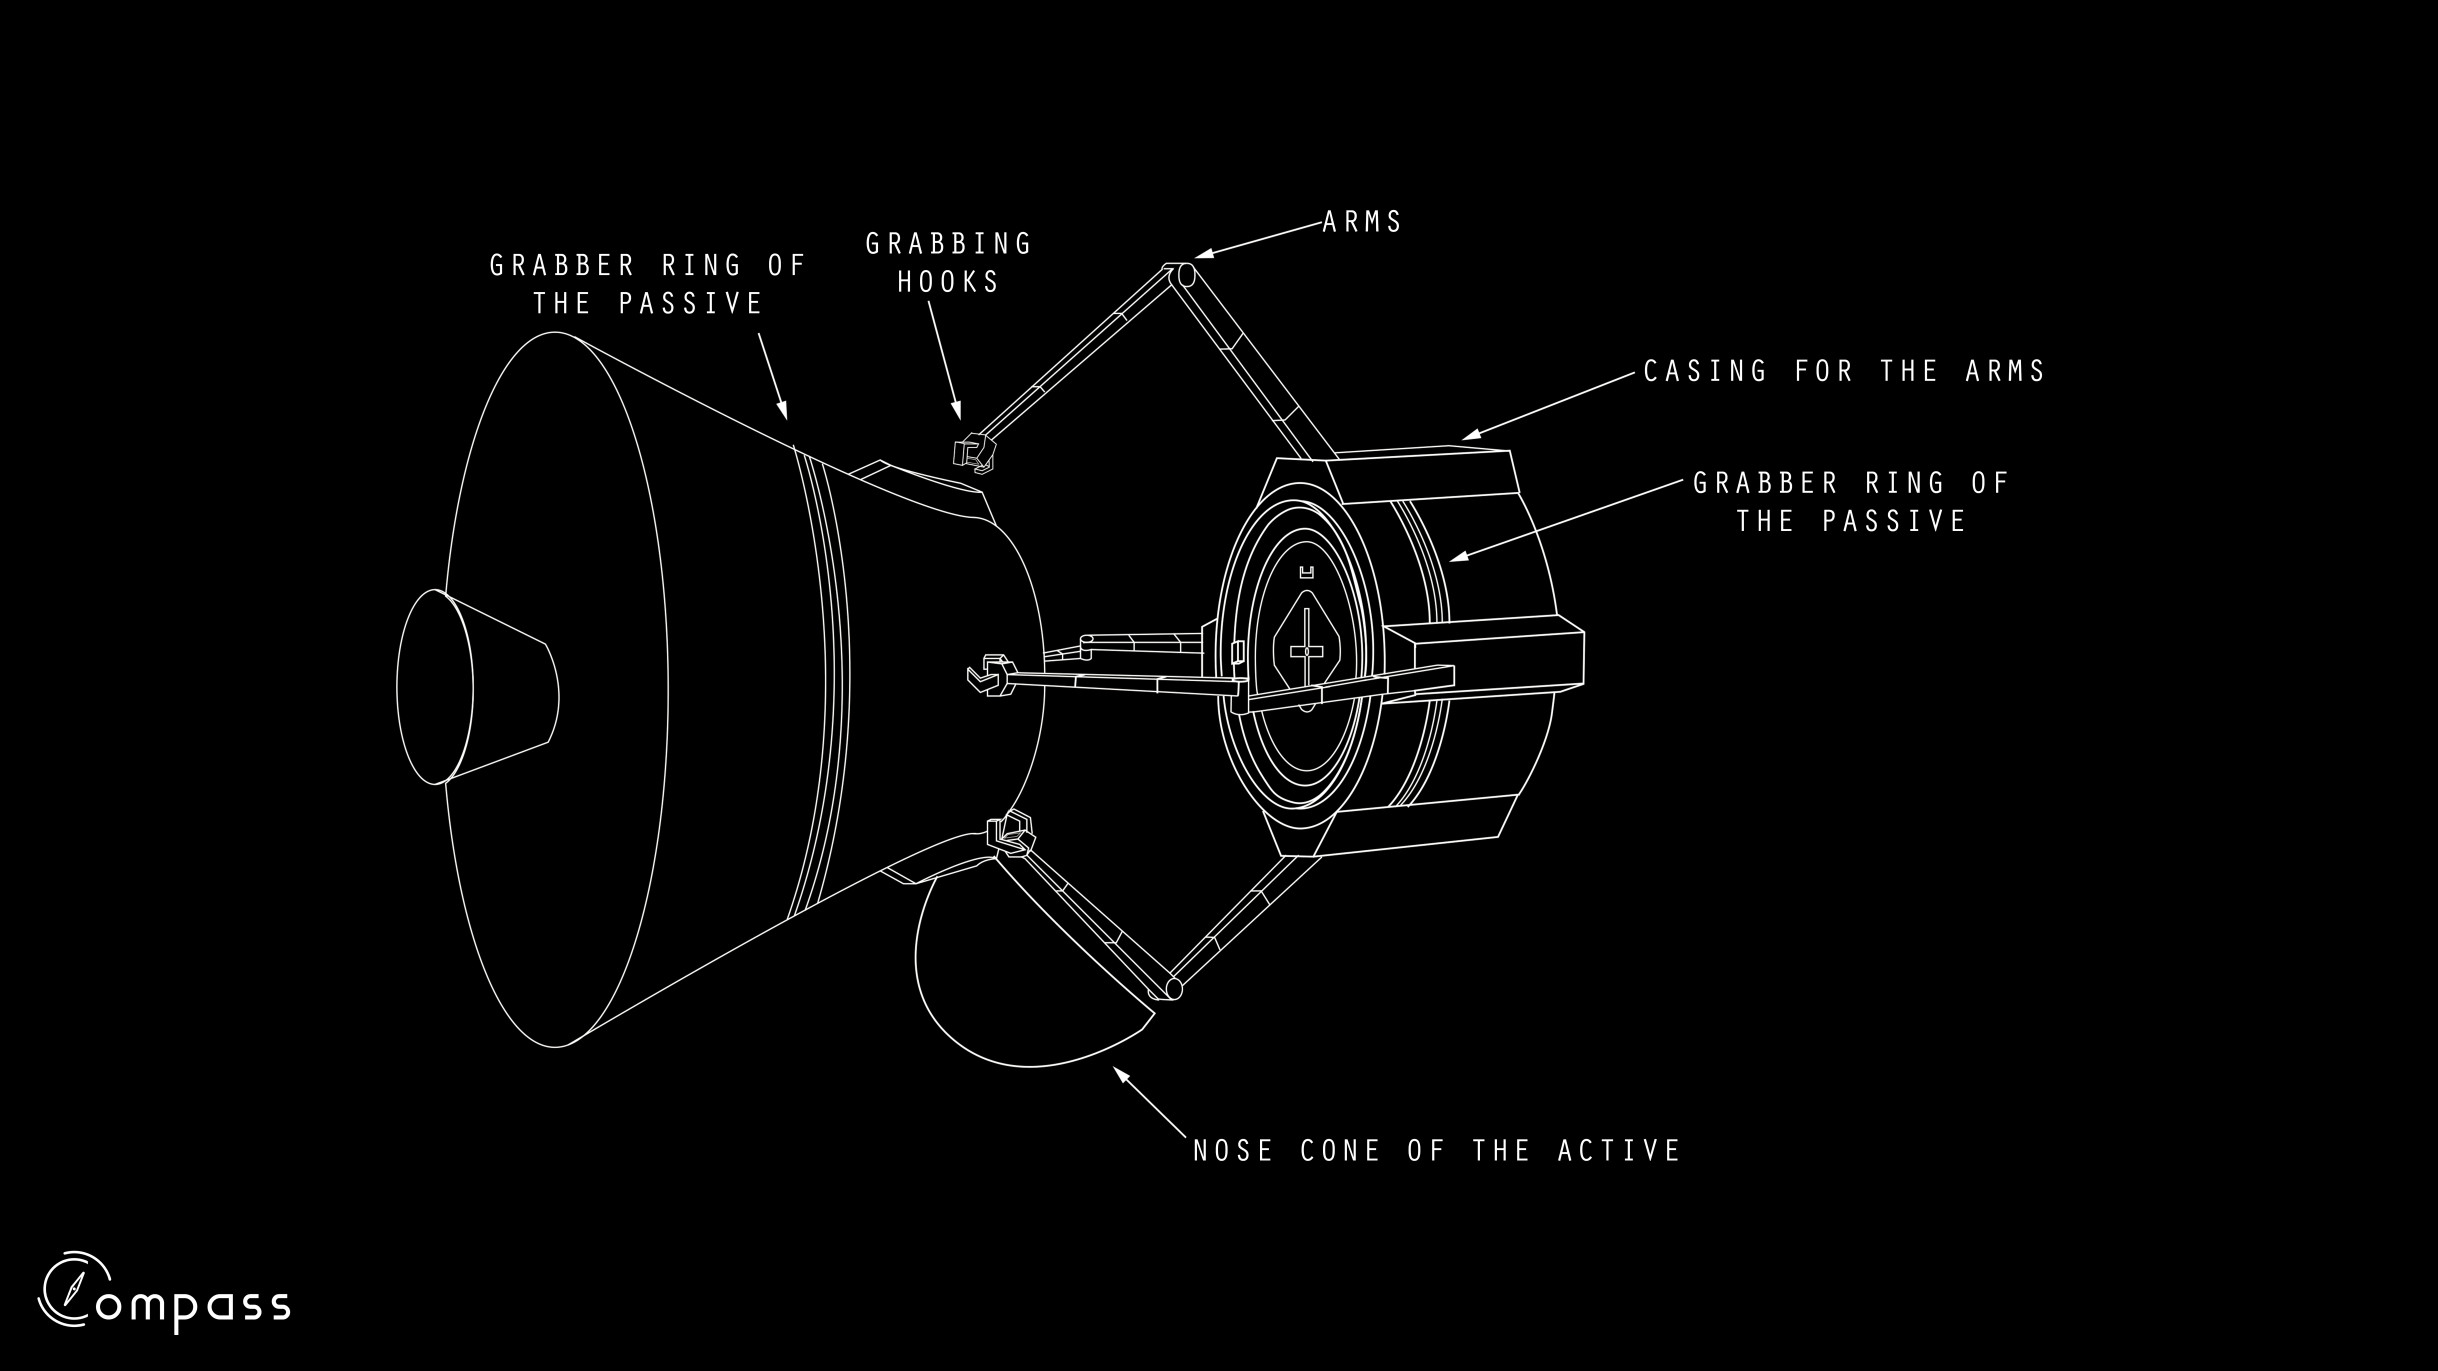 ARMS
GRABBING
HOOKS
GRABBER RING OF
THE PASSIVE
CASING FOR THE ARMS
GRABBER RING OF
THE PASSIVE
NOSE CONE OF THE ACTIVE
Compass